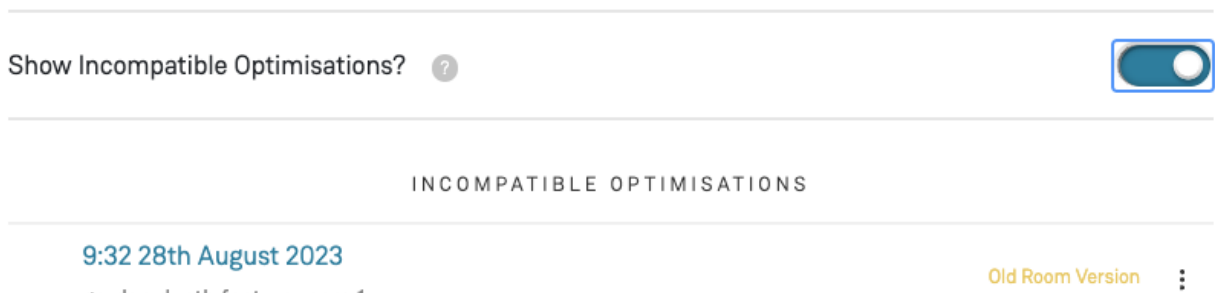 Show Incompatible Optimisations? ?
INCOMPATIBLE OPTIMISATIONS
9:32 28th August 2023
Old Room Version